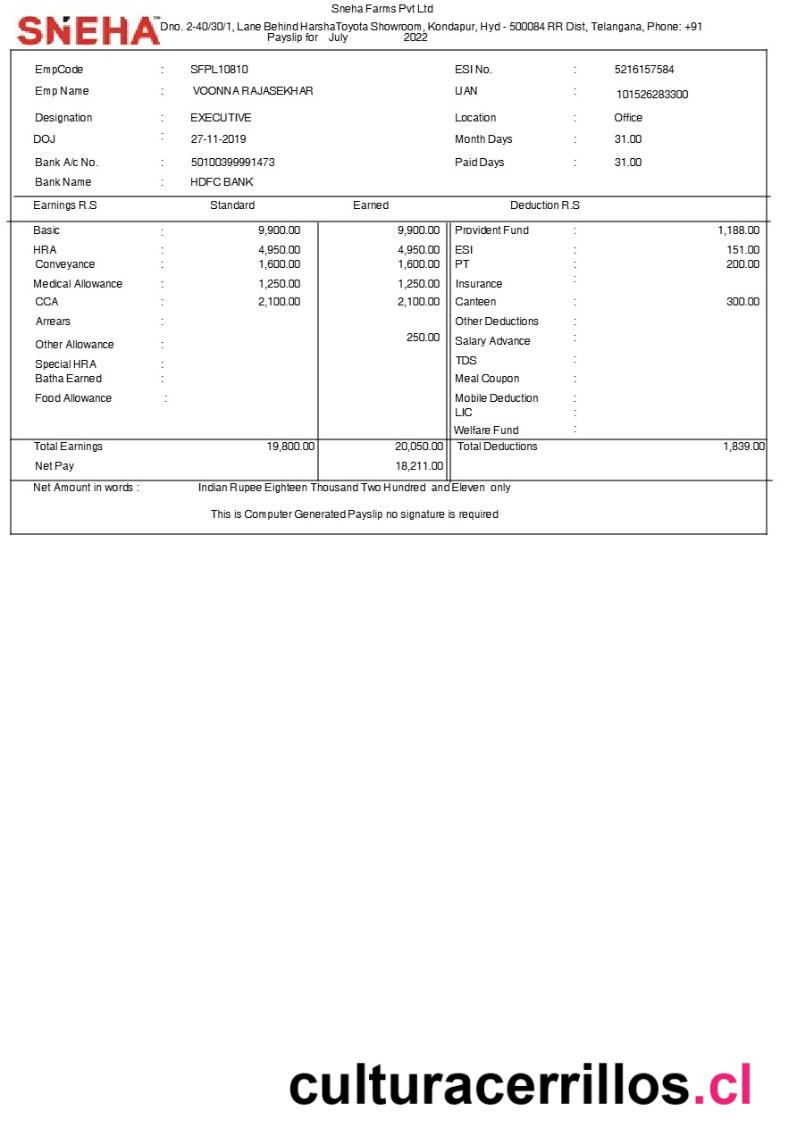 Sneha Farms Pvt Ltd
SNEHA™ Dno. 2-40/30/1, Lane Behind HarshaToyota Showroom, Kondapur, Hyd - 500084 RR Dist, Telangana, Phone: +91
Payslip for July 2022
EmpCode : SFPL10810 ESI No. : 5216157584
Emp Name : VOONNA RAJASEKHAR UAN : 101526283300
Designation : EXECUTIVE Location : Office
DOJ : 27-11-2019 Month Days : 31.00
Bank A/c No. : 50100399991473 Paid Days : 31.00
Bank Name : HDFC BANK
Earnings R.S Standard Earned Deduction R.S
Basic : 9,900.00 9,900.00 Provident Fund : 1,188.00
HRA : 4,950.00 4,950.00 ESI : 151.00
Conveyance : 1,600.00 1,600.00 PT : 200.00
Medical Allowance : 1,250.00 1,250.00 Insurance :
CCA : 2,100.00 2,100.00 Canteen : 300.00
Arrears : Other Deductions :
Other Allowance : 250.00 Salary Advance :
Special HRA : TDS :
Batha Earned : Meal Coupon :
Food Allowance : Mobile Deduction :
LIC :
Welfare Fund :
Total Earnings 19,800.00 20,050.00 Total Deductions 1,839.00
Net Pay 18,211.00
Net Amount in words : Indian Rupee Eighteen Thousand Two Hundred and Eleven only
This is Computer Generated Payslip no signature is required
culturacerrillos.cl